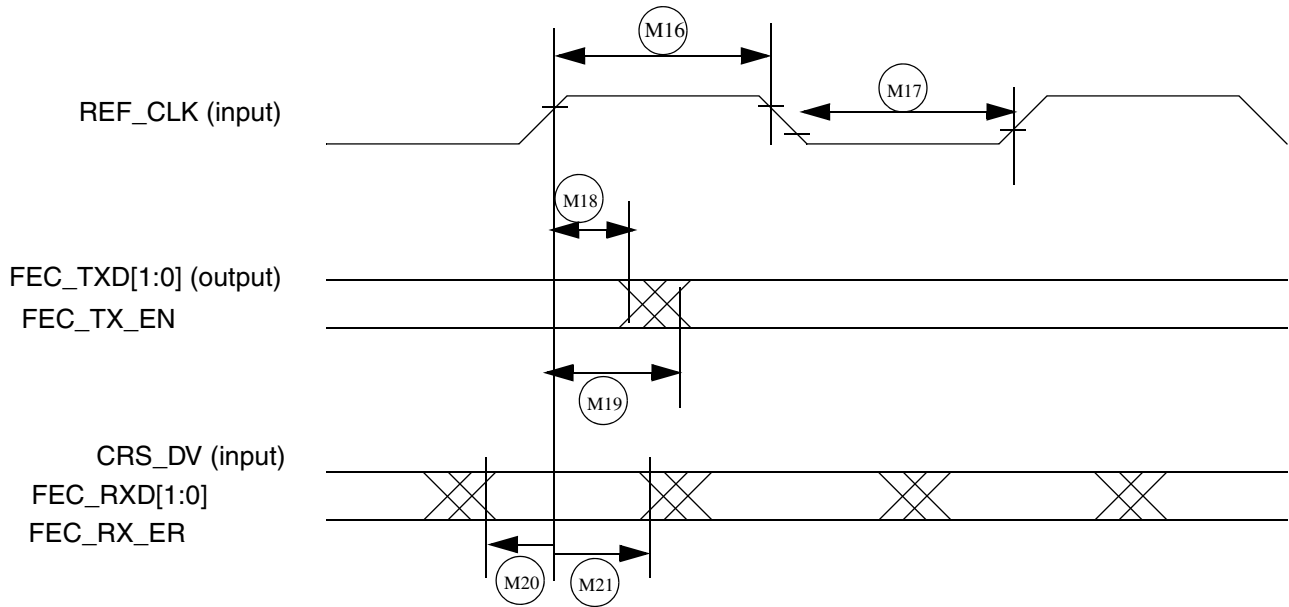 M16
REF_CLK (input)
M17
M18
FEC_TXD[1:0] (output)
FEC_TX_EN
M19
CRS_DV (input)
FEC_RXD[1:0]
FEC_RX_ER
M20
M21